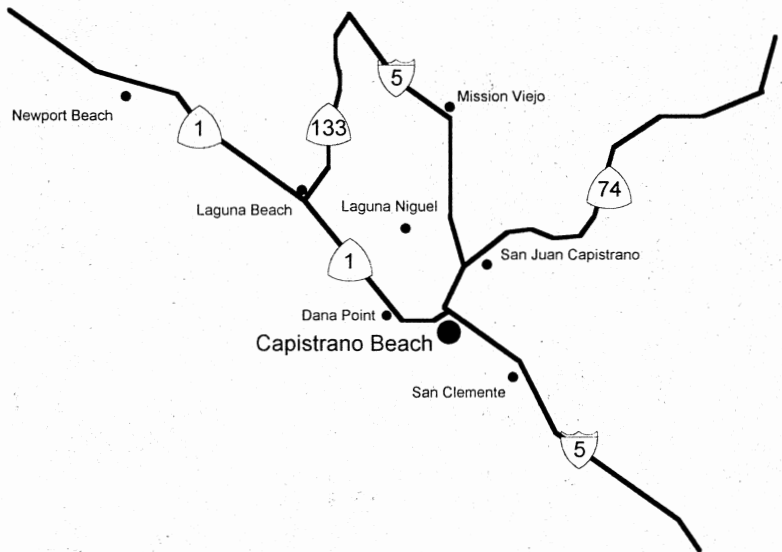 5
Mission Viejo
Newport Beach
1
133
74
Laguna Beach
Laguna Niguel
1
San Juan Capistrano
Dana Point
Capistrano Beach
San Clemente
5